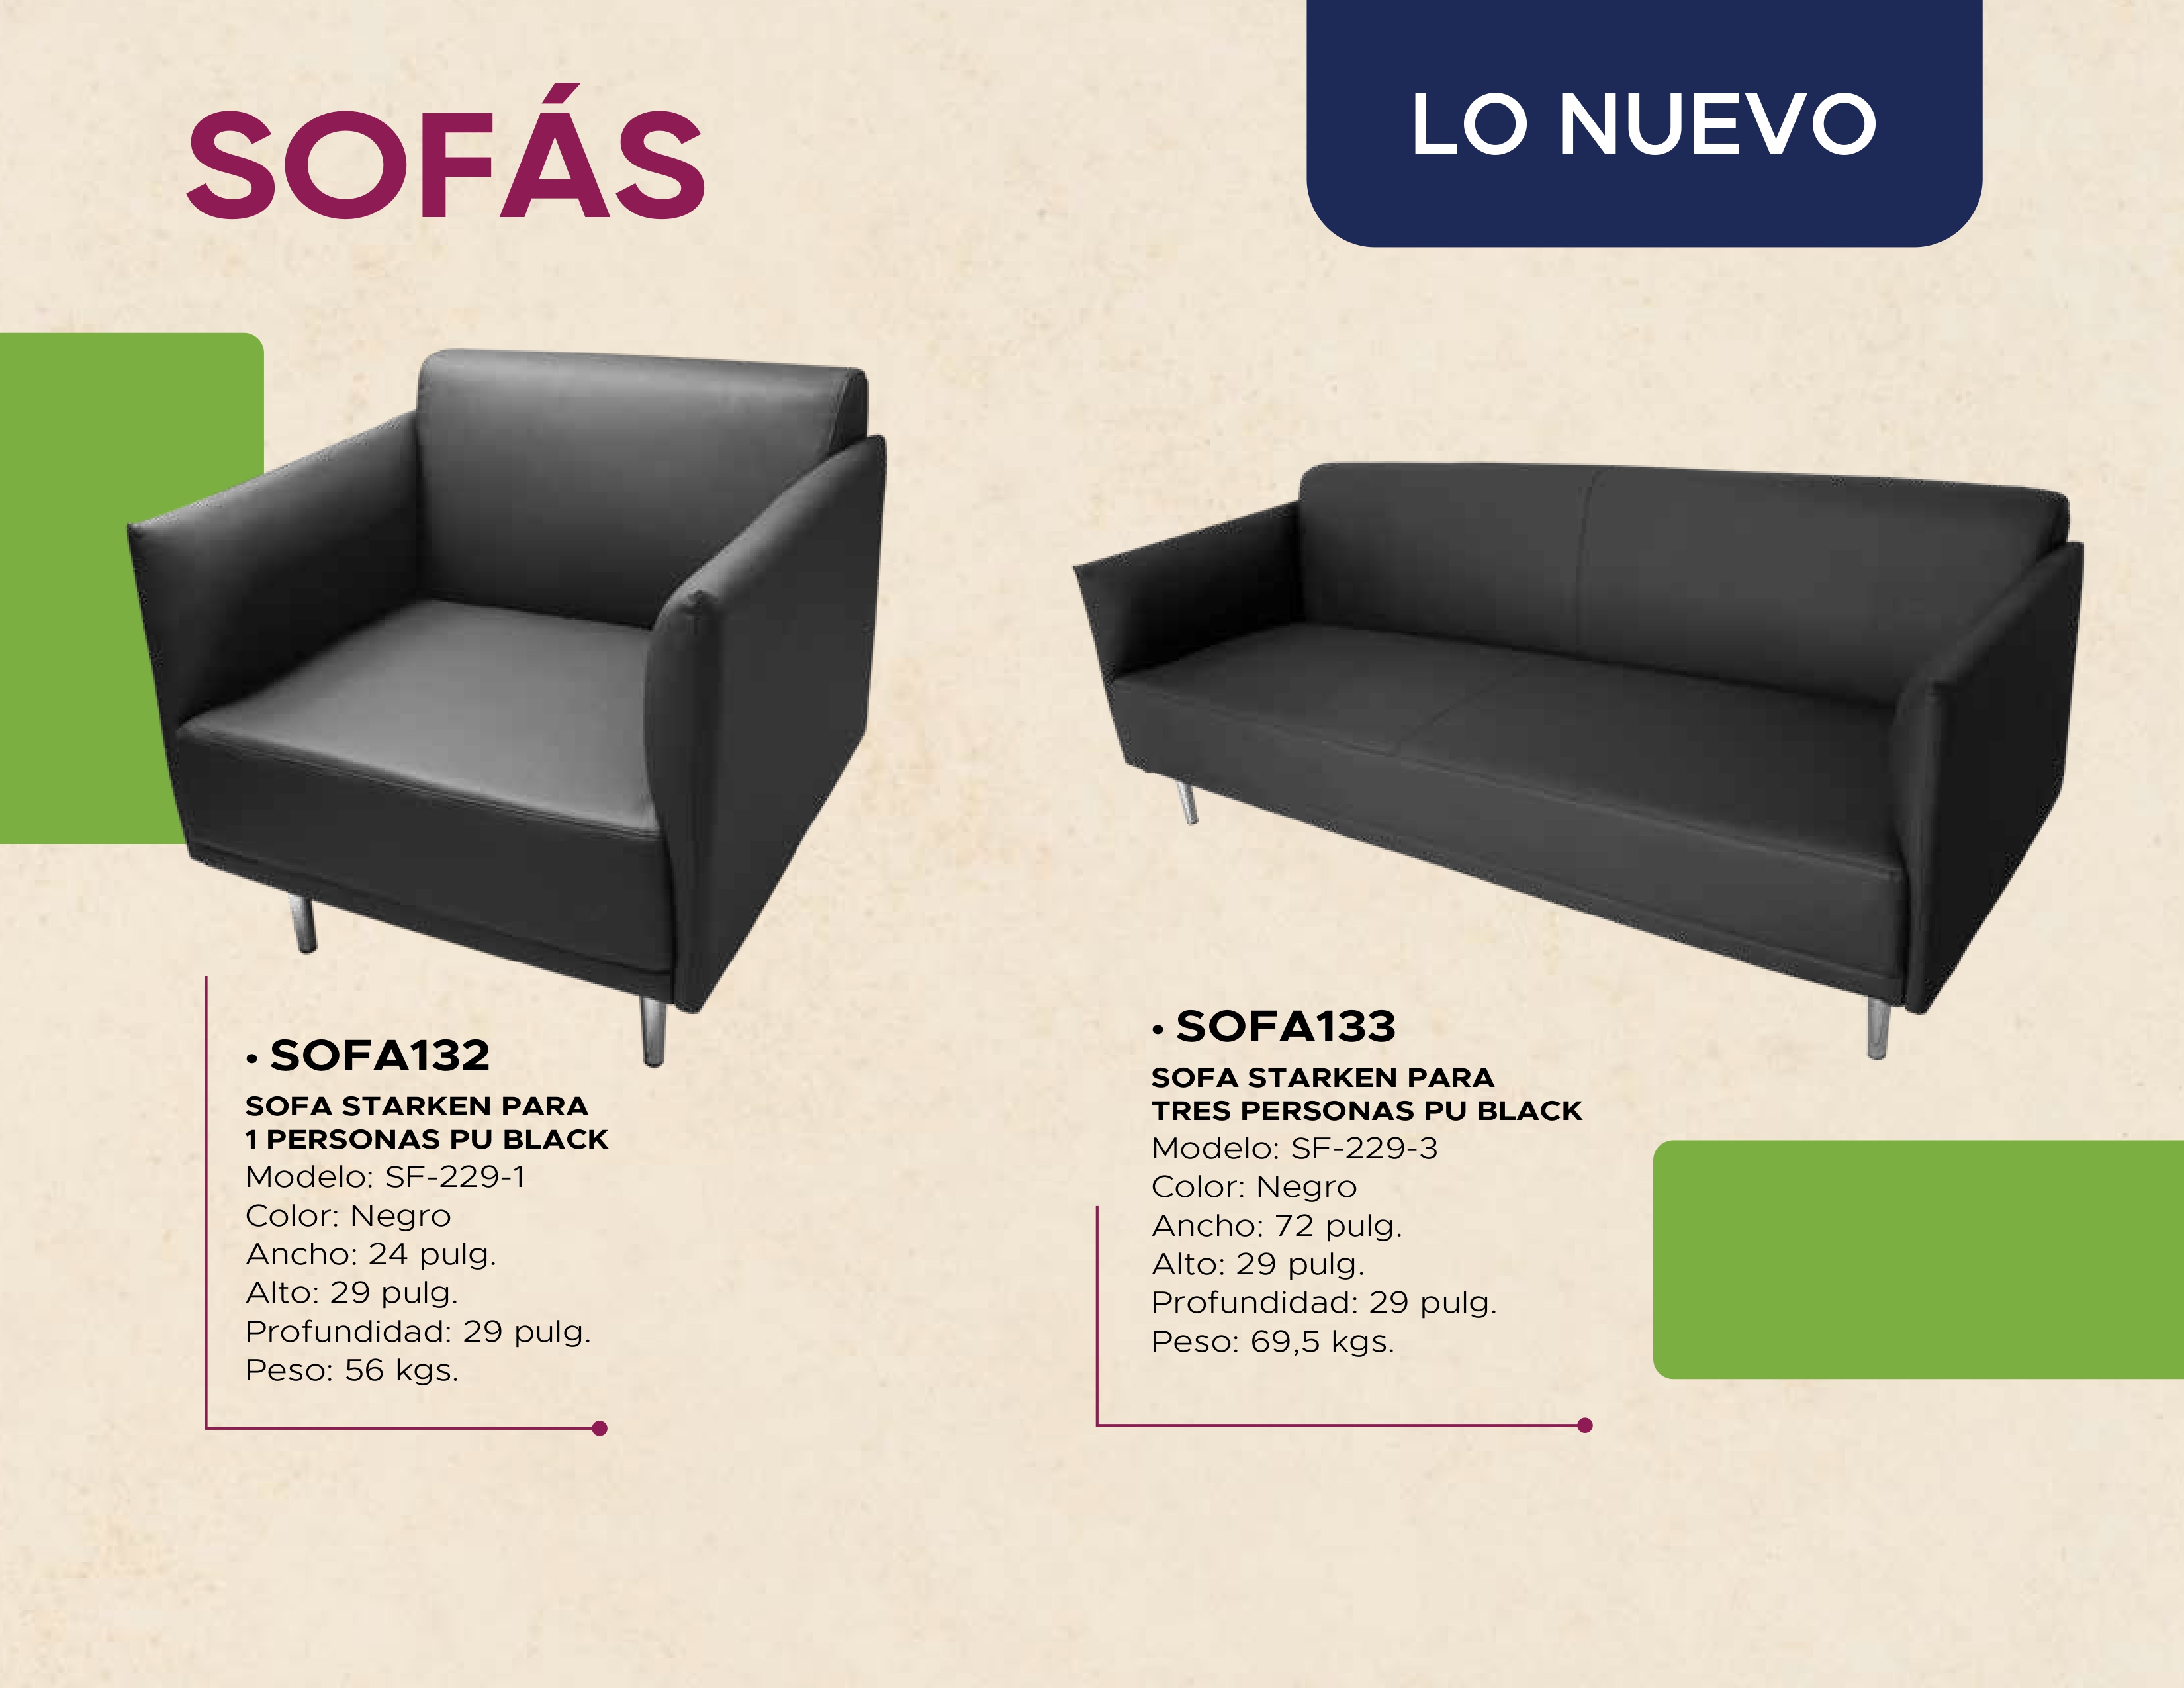 SOFÁS
LO NUEVO
• SOFA132
SOFA STARKEN PARA
1 PERSONAS PU BLACK
Modelo: SF-229-1
Color: Negro
Ancho: 24 pulg.
Alto: 29 pulg.
Profundidad: 29 pulg.
Peso: 56 kgs.
• SOFA133
SOFA STARKEN PARA
TRES PERSONAS PU BLACK
Modelo: SF-229-3
Color: Negro
Ancho: 72 pulg.
Alto: 29 pulg.
Profundidad: 29 pulg.
Peso: 69,5 kgs.